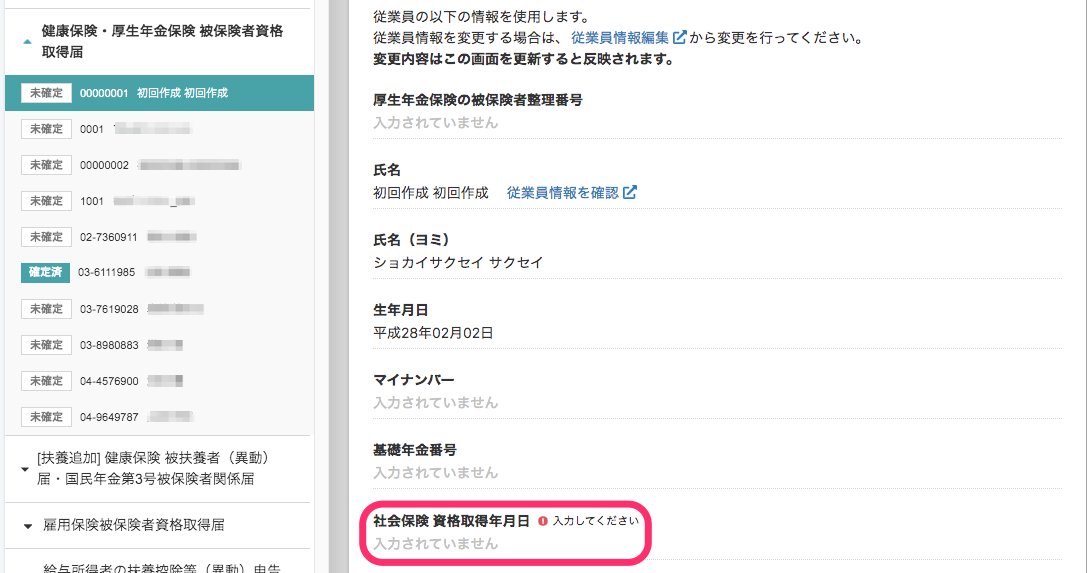 健康保険・厚生年金保険 被保険者資格
取得届
未確定 00000001 初回作成 初回作成
未確定 0001
未確定 00000002
未確定 1001
未確定 02-7360911
確定済 03-6111985
未確定 03-7619028
未確定 03-8980883
未確定 04-4576900
未確定 04-9649787
[扶養追加] 健康保険 被扶養者（異動）
届・国民年金第3号被保険者関係届
雇用保険被保険者資格取得届
給与所得者の扶養控除等（異動）申告
従業員の以下の情報を使用します。
従業員情報を変更する場合は、従業員情報編集から変更を行ってください。
変更内容はこの画面を更新すると反映されます。
厚生年金保険の被保険者整理番号
入力されていません
氏名
初回作成 初回作成 従業員情報を確認
氏名（ヨミ）
ショカイサクセイ サクセイ
生年月日
平成28年02月02日
マイナンバー
入力されていません
基礎年金番号
入力されていません
社会保険 資格取得年月日 入力してください
入力されていません